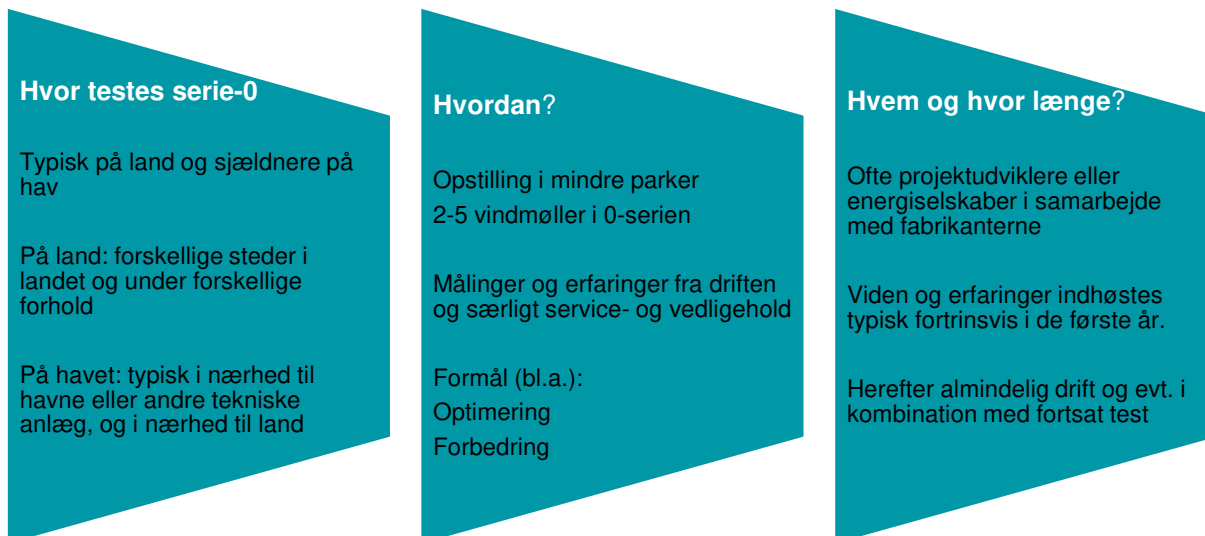 Hvor testes serie-0
Typisk på land og sjældnere på
hav
På land: forskellige steder i
landet og under forskellige
forhold
På havet: typisk i nærhed til
havne eller andre tekniske
anlæg, og i nærhed til land
Hvordan?
Opstilling i mindre parker
2-5 vindmøller i 0-serien
Målinger og erfaringer fra driften
og særligt service- og vedligehold
Formål (bl.a.):
Optimering
Forbedring
Hvem og hvor længe?
Ofte projektudviklere eller
energiselskaber i samarbejde
med fabrikanterne
Viden og erfaringer indhøstes
typisk fortrinsvis i de første år.
Herefter almindelig drift og evt. i
kombination med fortsat test